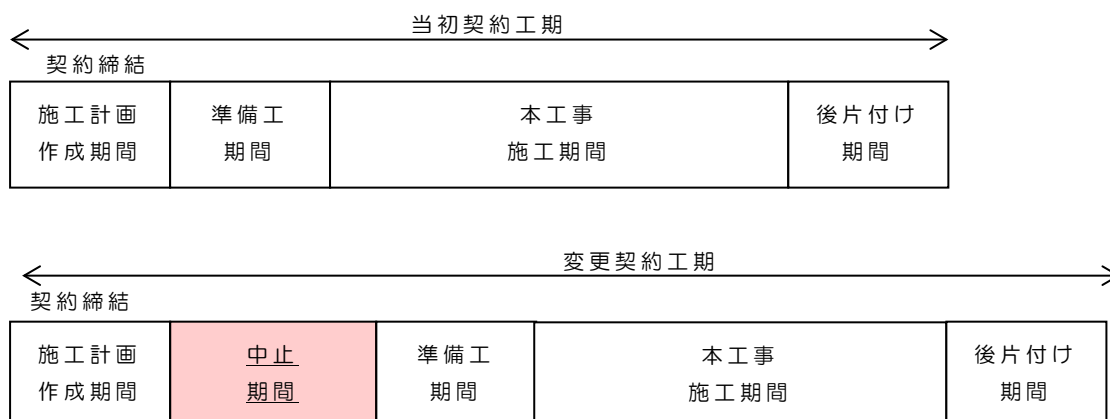 当初契約工期
契約締結
施工計画
作成期間
準備工
期間
本工事
施工期間
後片付け
期間
変更契約工期
契約締結
施工計画
作成期間
中止
期間
準備工
期間
本工事
施工期間
後片付け
期間